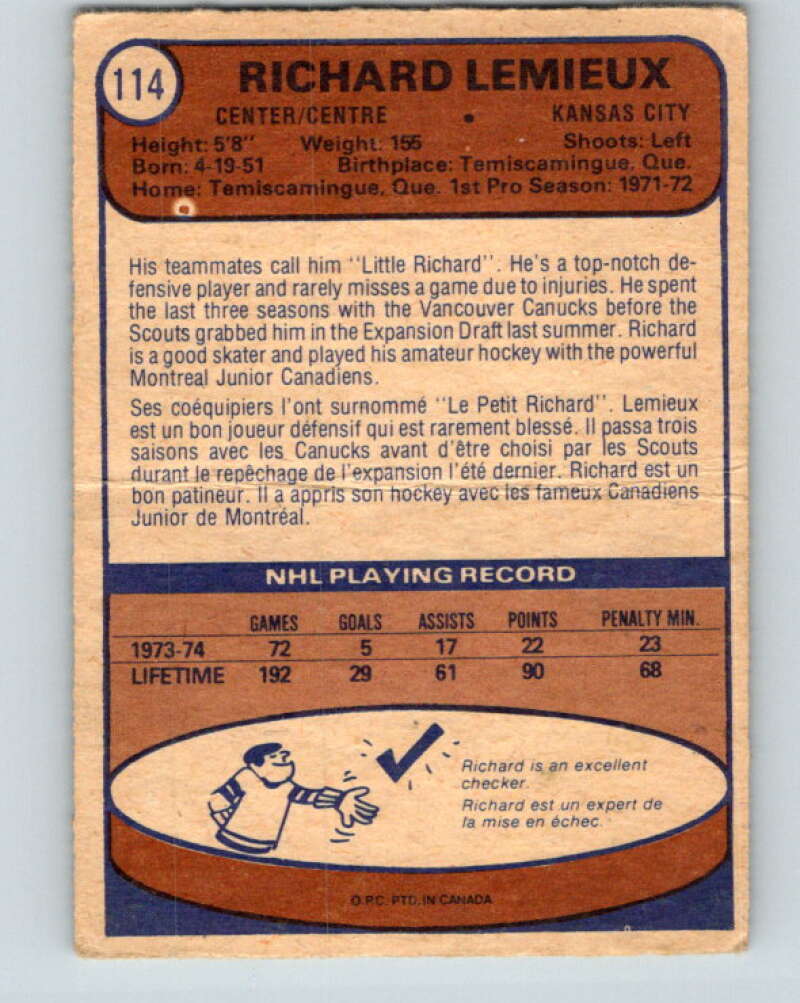 114
RICHARD LEMIEUX
CENTER/CENTRE • KANSAS CITY
Height: 5'8" Weight: 155 Shoots: Left
Born: 4-19-51 Birthplace: Temiscamingue, Que.
Home: Temiscamingue, Que. 1st Pro Season: 1971-72
His teammates call him "Little Richard". He's a top-notch de-
fensive player and rarely misses a game due to injuries. He spent
the last three seasons with the Vancouver Canucks before the
Scouts grabbed him in the Expansion Draft last summer. Richard
is a good skater and played his amateur hockey with the powerful
Montreal Junior Canadiens.
Ses coéquipiers l'ont surnommé "Le Petit Richard". Lemieux
est un bon joueur défensif qui est rarement blessé. Il passa trois
saisons avec les Canucks avant d'être choisi par les Scouts
durant le repêchage de l'expansion l'été dernier. Richard est un
bon patineur. Il a appris son hockey avec les fameux Canadiens
Junior de Montréal.
NHL PLAYING RECORD
GAMES GOALS ASSISTS POINTS PENALTY MIN.
1973-74 72 5 17 22 23
LIFETIME 192 29 61 90 68
Richard is an excellent
checker.
Richard est un expert de
la mise en échec.
O.P.C. PTD. IN CANADA